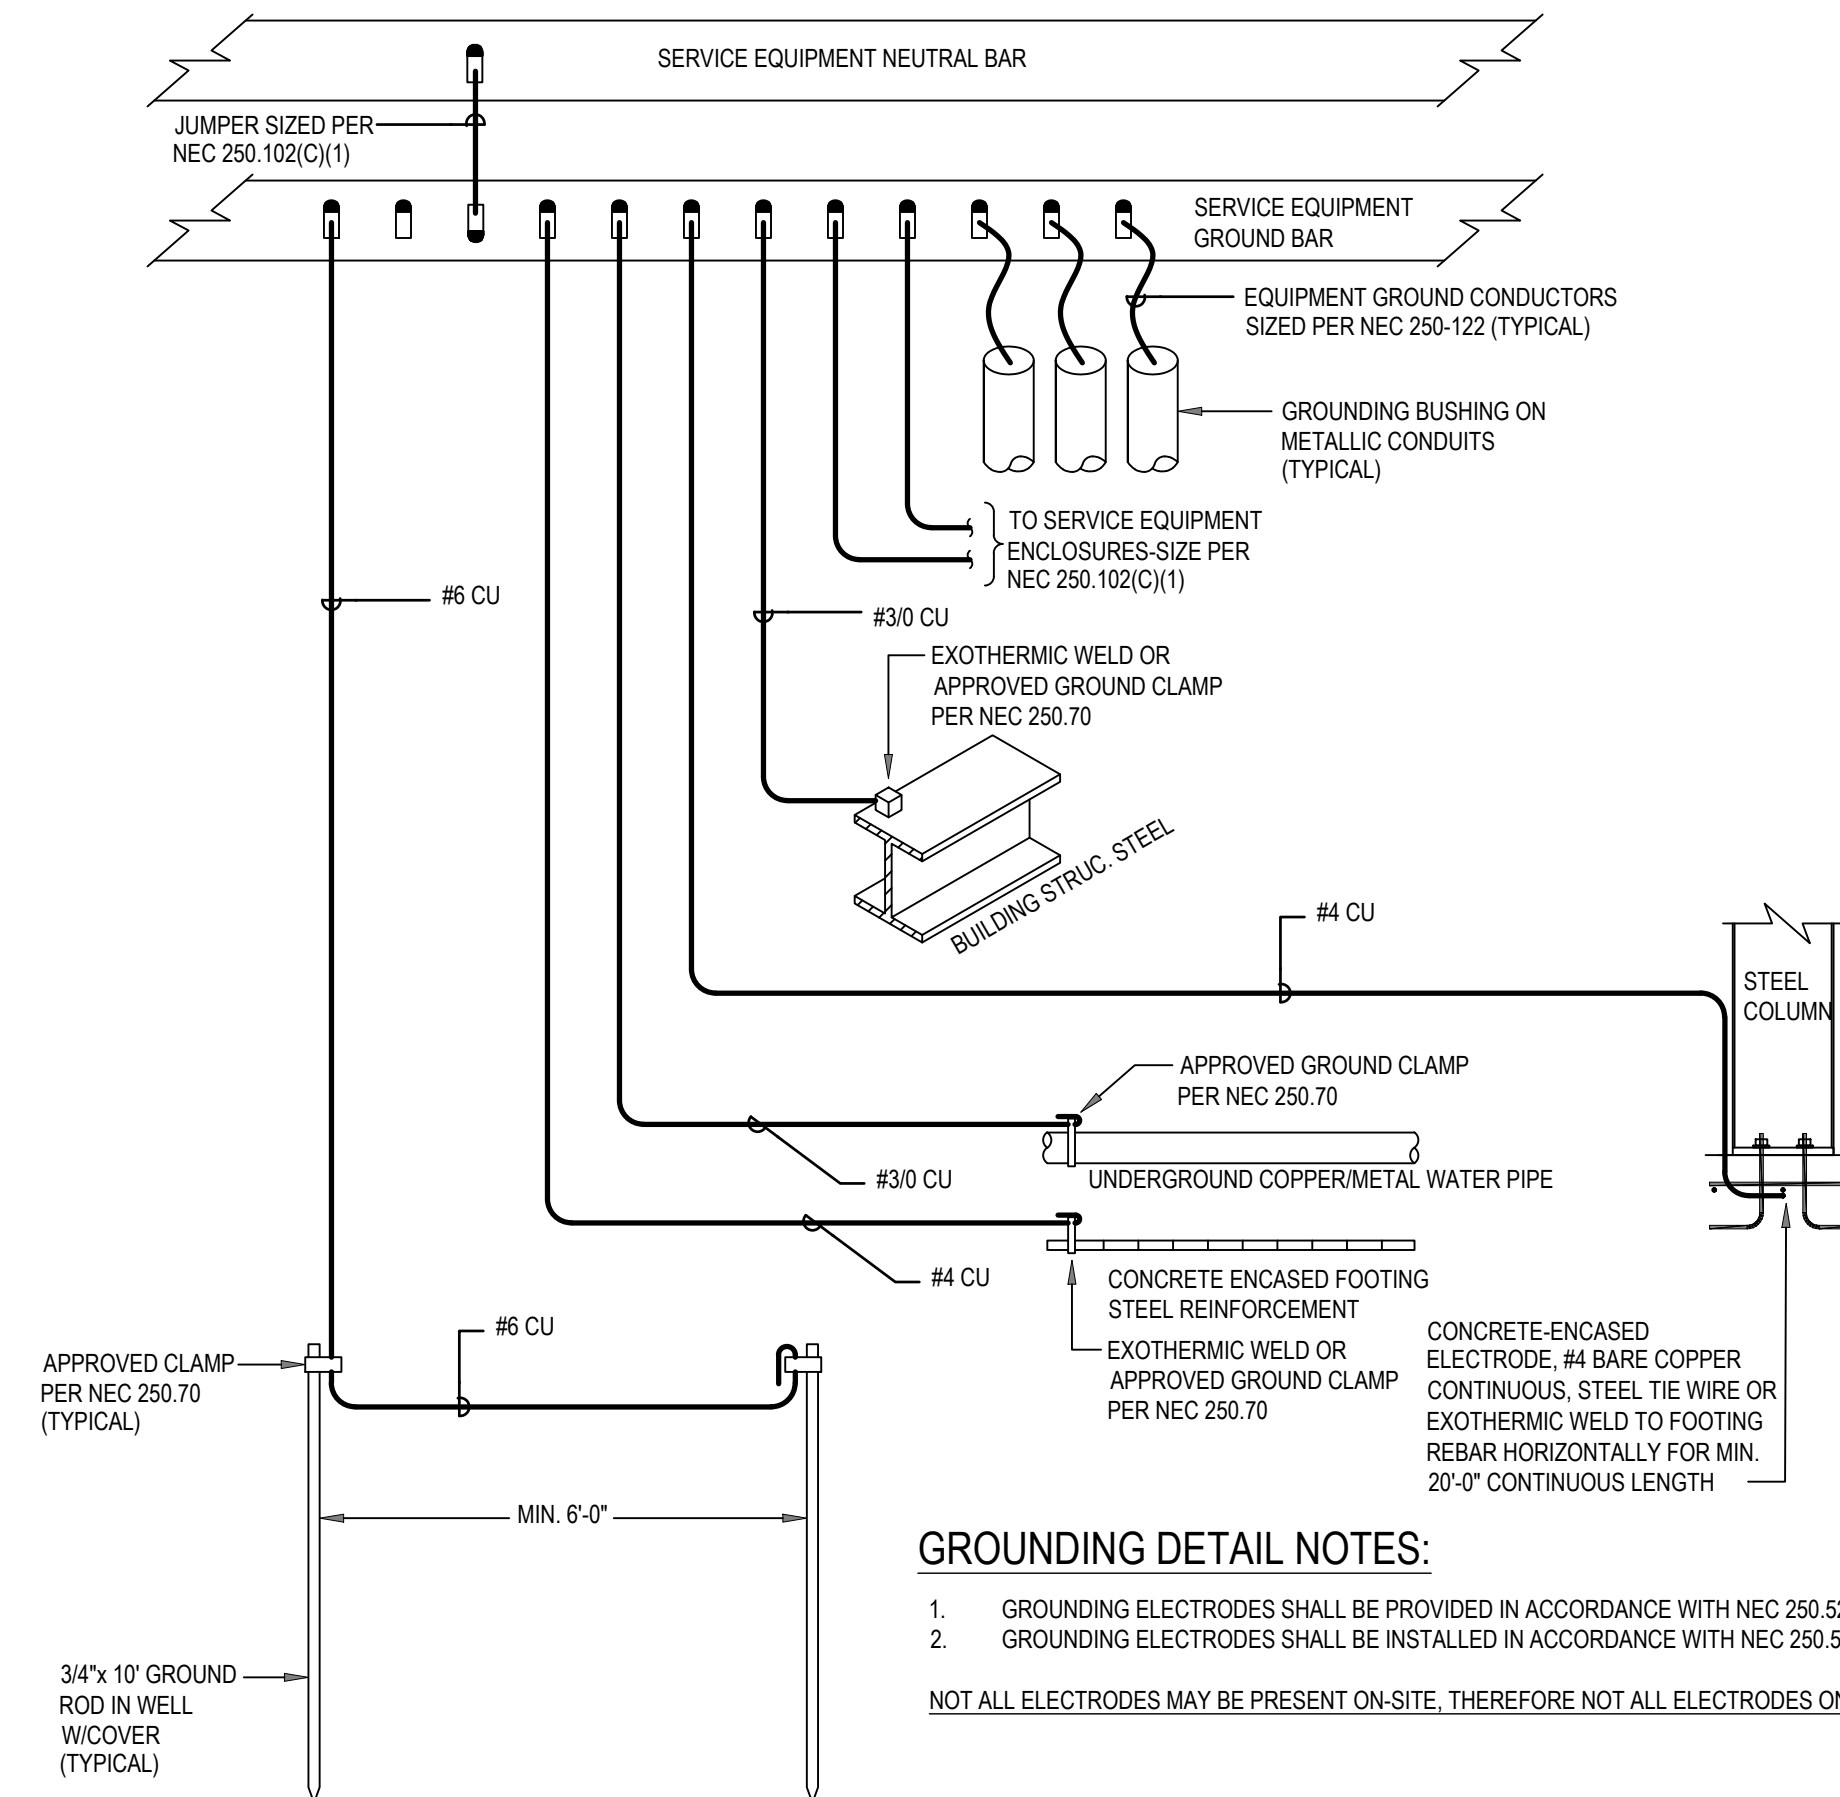 SERVICE EQUIPMENT NEUTRAL BAR
JUMPER SIZED PER
NEC 250.102(C)(1)
SERVICE EQUIPMENT
GROUND BAR
EQUIPMENT GROUND CONDUCTORS
SIZED PER NEC 250-122 (TYPICAL)
GROUNDING BUSHING ON
METALLIC CONDUITS
(TYPICAL)
TO SERVICE EQUIPMENT
ENCLOSURES-SIZE PER
NEC 250.102(C)(1)
#6 CU
#3/0 CU
EXOTHERMIC WELD OR
APPROVED GROUND CLAMP
PER NEC 250.70
BUILDING STRUC. STEEL
#4 CU
STEEL
COLUMN
APPROVED GROUND CLAMP
PER NEC 250.70
#3/0 CU
UNDERGROUND COPPER/METAL WATER PIPE
#4 CU
CONCRETE ENCASED FOOTING
STEEL REINFORCEMENT
EXOTHERMIC WELD OR
APPROVED GROUND CLAMP
PER NEC 250.70
CONCRETE-ENCASED
ELECTRODE, #4 BARE COPPER
CONTINUOUS, STEEL TIE WIRE OR
EXOTHERMIC WELD TO FOOTING
REBAR HORIZONTALLY FOR MIN.
20'-0" CONTINUOUS LENGTH
#6 CU
APPROVED CLAMP
PER NEC 250.70
(TYPICAL)
MIN. 6'-0"
3/4"x 10' GROUND
ROD IN WELL
W/COVER
(TYPICAL)
GROUNDING DETAIL NOTES:
1. GROUNDING ELECTRODES SHALL BE PROVIDED IN ACCORDANCE WITH NEC 250.52
2. GROUNDING ELECTRODES SHALL BE INSTALLED IN ACCORDANCE WITH NEC 250.5
NOT ALL ELECTRODES MAY BE PRESENT ON-SITE, THEREFORE NOT ALL ELECTRODES